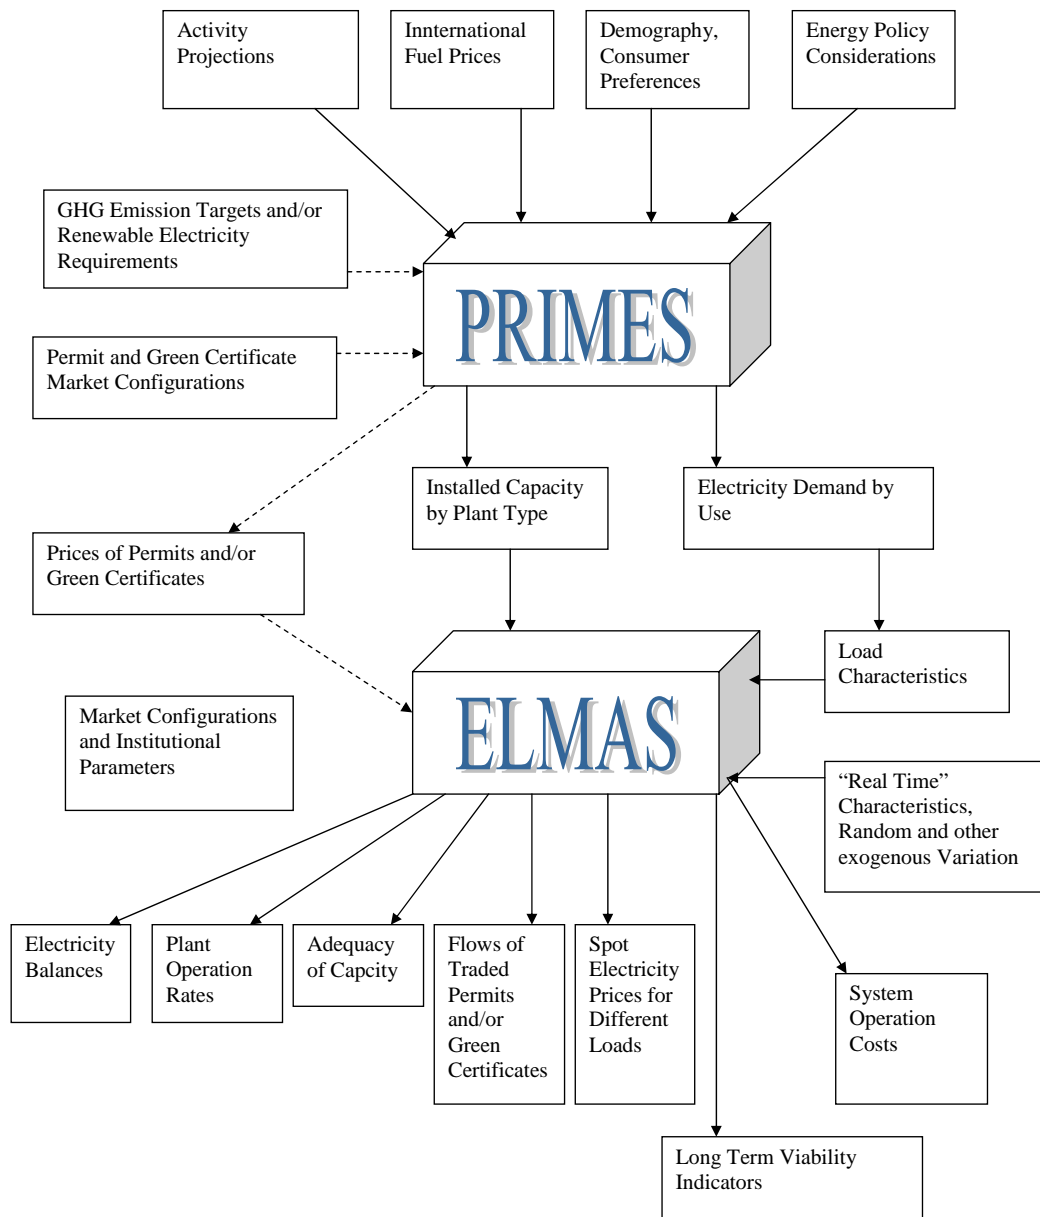 Activity
Projections
Innternational
Fuel Prices
Demography,
Consumer
Preferences
Energy Policy
Considerations
GHG Emission Targets and/or
Renewable Electricity
Requirements
PRIMES
Permit and Green Certificate
Market Configurations
Installed Capacity
by Plant Type
Electricity Demand by
Use
Prices of Permits and/or
Green Certificates
Load
Characteristics
Market Configurations
and Institutional
Parameters
ELMAS
“Real Time”
Characteristics,
Random and other
exogenous Variation
Electricity
Balances
Plant
Operation
Rates
Adequacy
of Capcity
Flows of
Traded
Permits
and/or
Green
Certificates
Spot
Electricity
Prices for
Different
Loads
System
Operation
Costs
Long Term Viability
Indicators